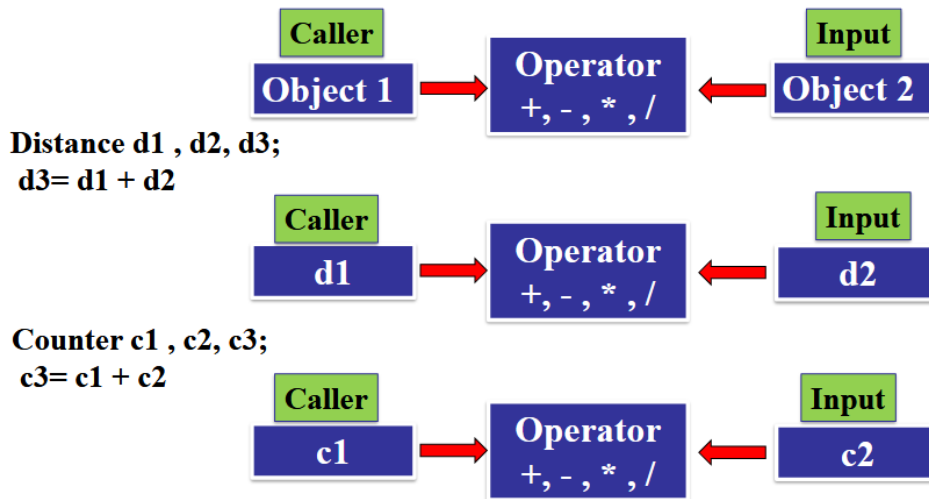 Caller
Input
Object 1
Operator
+, - , * , /
Object 2
Distance d1 , d2, d3;
d3= d1 + d2
Caller
Input
d1
Operator
+, - , * , /
d2
Counter c1 , c2, c3;
c3= c1 + c2
Caller
Input
c1
Operator
+, - , * , /
c2